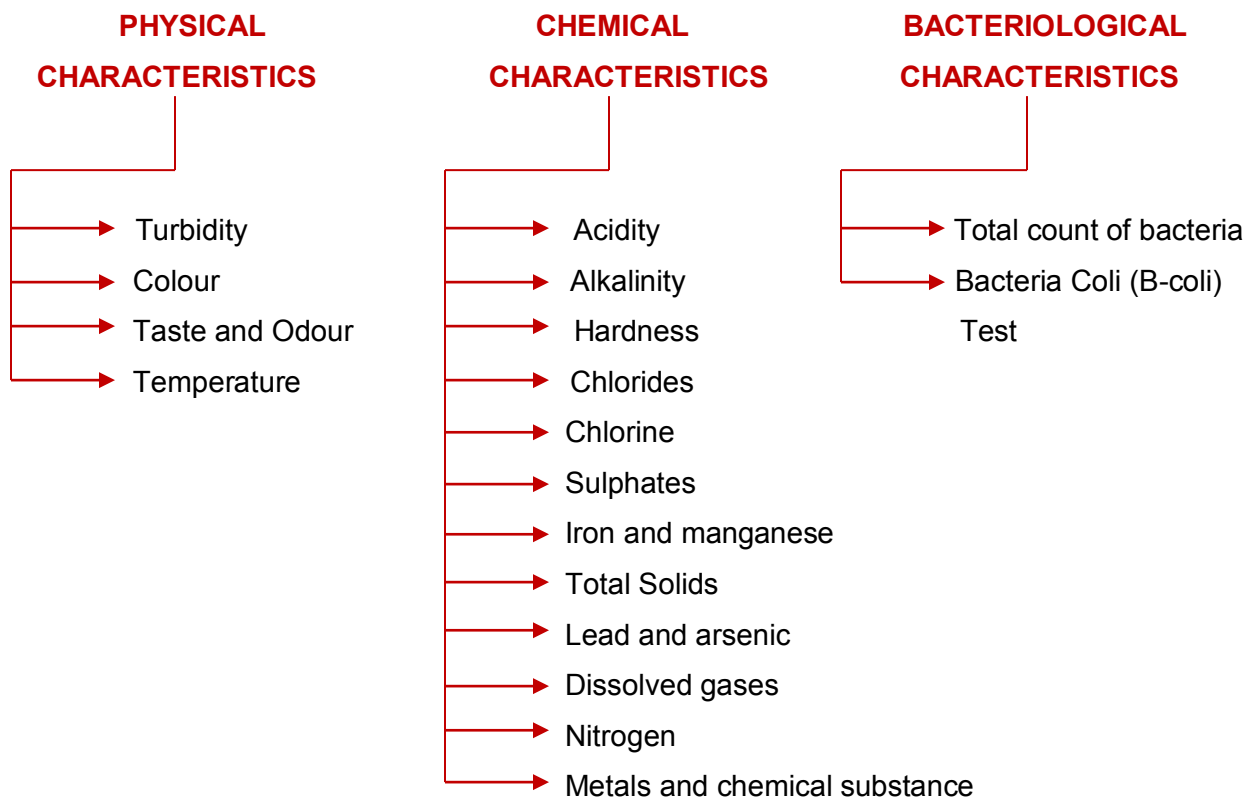 PHYSICAL
CHARACTERISTICS
Turbidity
Colour
Taste and Odour
Temperature
CHEMICAL
CHARACTERISTICS
Acidity
Alkalinity
Hardness
Chlorides
Chlorine
Sulphates
Iron and manganese
Total Solids
Lead and arsenic
Dissolved gases
Nitrogen
Metals and chemical substance
BACTERIOLOGICAL
CHARACTERISTICS
Total count of bacteria
Bacteria Coli (B-coli)
Test